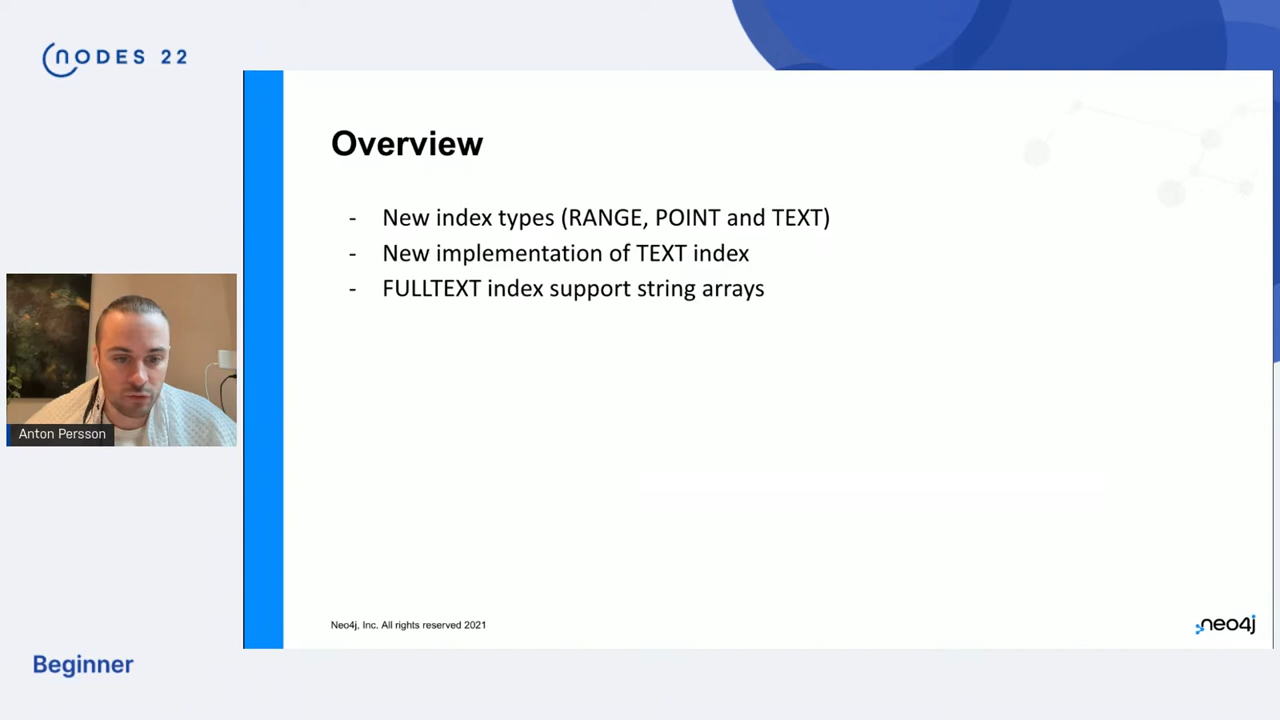 NODES 22
Overview
- New index types (RANGE, POINT and TEXT)
- New implementation of TEXT index
- FULLTEXT index support string arrays
Anton Persson
Neo4j, Inc. All rights reserved 2021
neo4j
Beginner